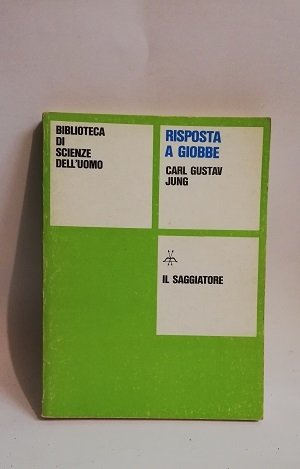 BIBLIOTECA
DI
SCIENZE
DELL'UOMO
RISPOSTA
A GIOBBE
CARL GUSTAV
JUNG
IL SAGGIATORE